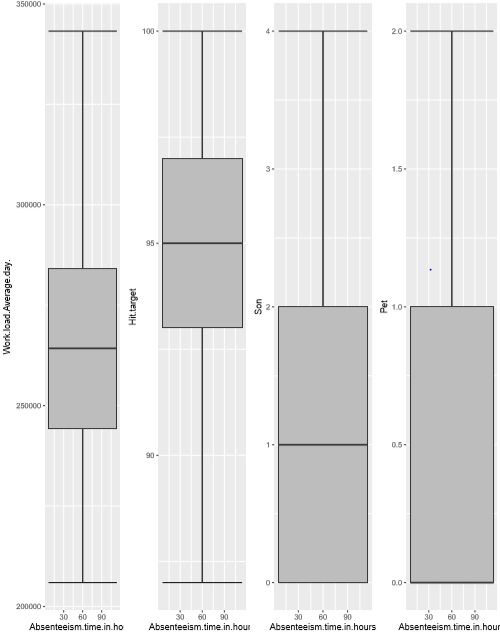 Work.load.Average.day.
350000
300000
250000
200000
30 60 90
Absenteeism.time.in.ho
Hit.target
100
95
90
30 60 90
Absenteeism.time.in.hour
Son
4
3
2
1
0
30 60 90
Absenteeism.time.in.hours
Pet
2.0
1.5
1.0
0.5
0.0
30 60 90
Absenteeism.time.in.hour